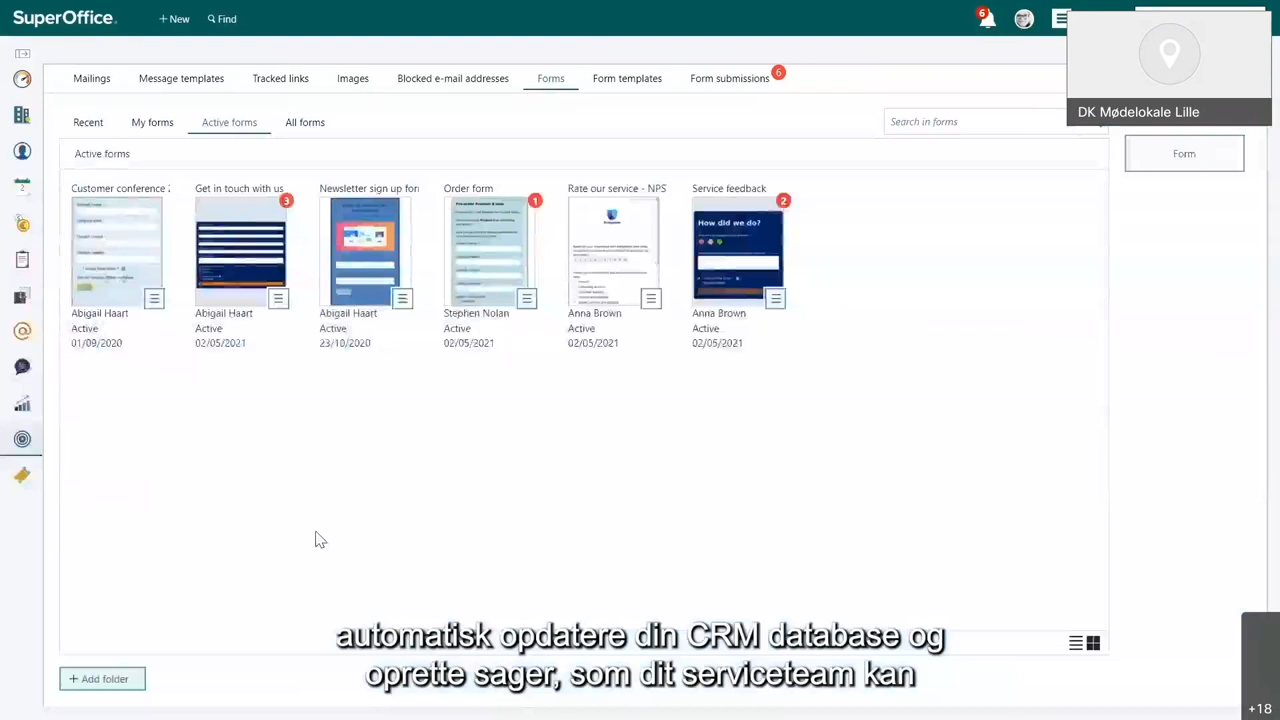 SuperOffice.
+ New
Find
6
DK Mødelokale Lille
Mailings
Message templates
Tracked links
Images
Blocked e-mail addresses
Forms
Form templates
Form submissions
6
Recent
My forms
Active forms
All forms
Search in forms
Form
Active forms
Customer conference
Get in touch with us
Newsletter sign up for
Order form
Rate our service - NPS
Service feedback
3
1
2
How did we do?
Abigail Haart
Active
01/09/2020
Abigail Haart
Active
02/05/2021
Abigail Haart
Active
23/10/2020
Stephen Nolan
Active
02/05/2021
Anna Brown
Active
02/05/2021
Anna Brown
Active
02/05/2021
automatisk opdatere din CRM database og
oprette sager, som dit serviceteam kan
+ Add folder
+18